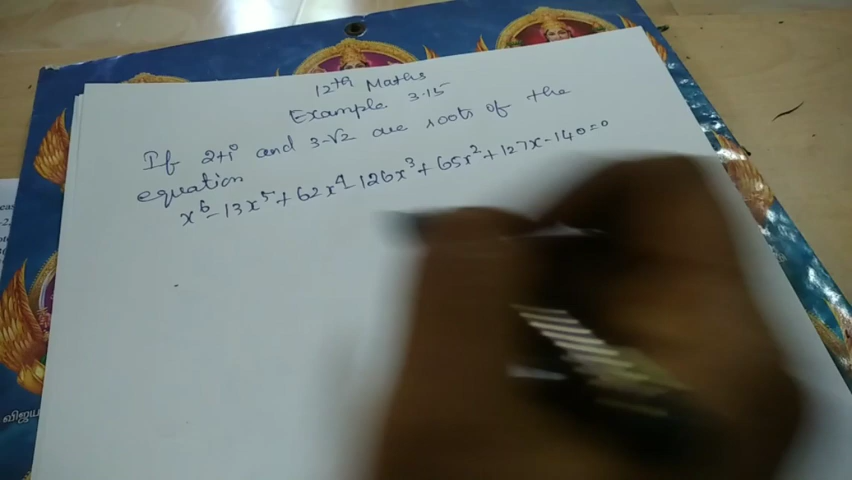 12th Maths
Example 3.15
If 2+i and 3-√2 are roots of the
equation
x⁶-13x⁵+62x⁴-126x³+65x²+127x-140=0
விஜய